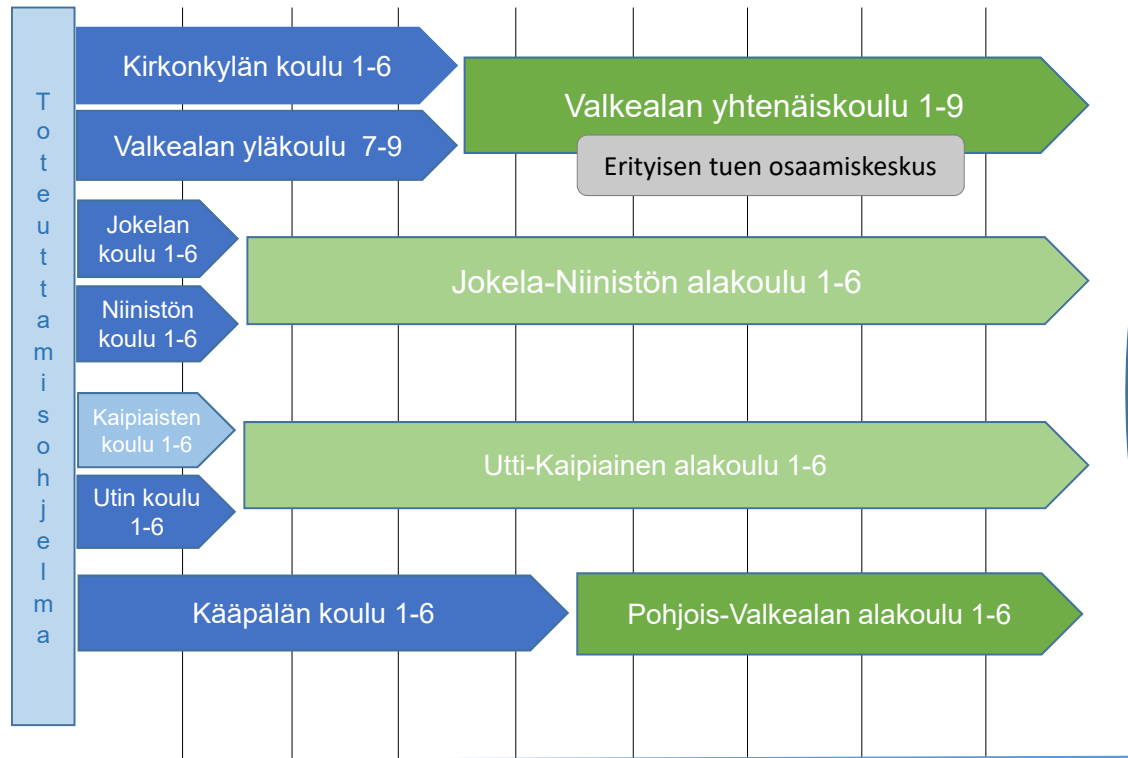 Toteuttamisohjelma
Kirkonkylän koulu 1-6
Valkealan yläkoulu 7-9
Valkealan yhtenäiskoulu 1-9
Erityisen tuen osaamiskeskus
Jokelan
koulu 1-6
Niinistön
koulu 1-6
Jokela-Niinistön alakoulu 1-6
Kaipiaisten
koulu 1-6
Utin koulu
1-6
Utti-Kaipiainen alakoulu 1-6
Kääpälän koulu 1-6
Pohjois-Valkealan alakoulu 1-6